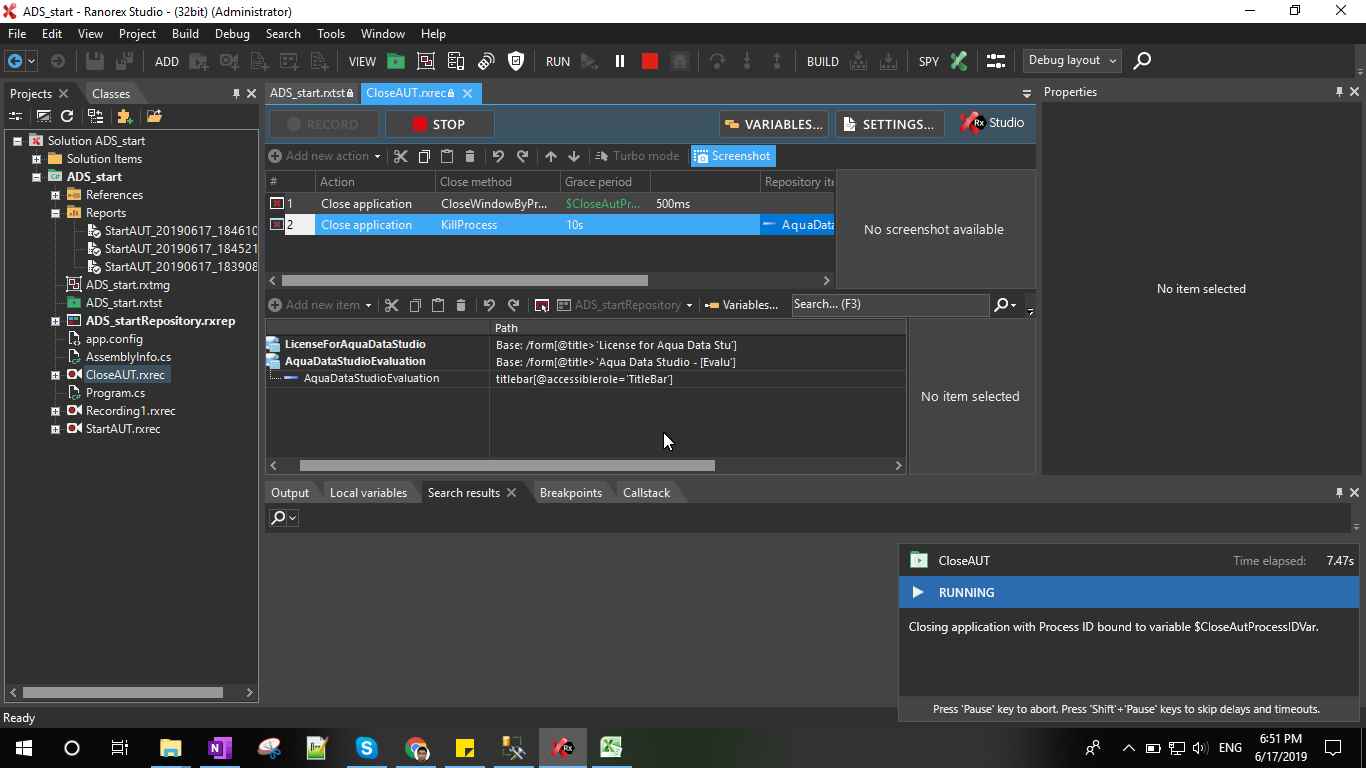 ADS_start - Ranorex Studio - (32bit) (Administrator)
File Edit View Project Build Debug Search Tools Window Help
ADD VIEW RUN BUILD SPY Debug layout
Projects Classes
ADS_start.rxtst CloseAUT.rxrec
Properties
RECORD STOP VARIABLES... SETTINGS... Rx Studio
Solution ADS_start
Solution Items
ADS_start
References
Reports
StartAUT_20190617_184610
StartAUT_20190617_184521
StartAUT_20190617_183908
ADS_start.rxtmg
ADS_start.rxtst
ADS_startRepository.rxrep
app.config
AssemblyInfo.cs
CloseAUT.rxrec
Program.cs
Recording1.rxrec
StartAUT.rxrec
Add new action Turbo mode Screenshot
# Action Close method Grace period Repository ite
1 Close application CloseWindowByPr... $CloseAutPr... 500ms
2 Close application KillProcess 10s AquaData
No screenshot available
No item selected
Add new item ADS_startRepository Variables... Search... (F3)
Path
LicenseForAquaDataStudio Base: /form[@title>'License for Aqua Data Stu']
AquaDataStudioEvaluation Base: /form[@title>'Aqua Data Studio - [Evalu']
AquaDataStudioEvaluation titlebar[@accessiblerole='TitleBar']
No item selected
Output Local variables Search results Breakpoints Callstack
CloseAUT Time elapsed: 7.47s
RUNNING
Closing application with Process ID bound to variable $CloseAutProcessIDVar.
Press 'Pause' key to abort. Press 'Shift'+'Pause' keys to skip delays and timeouts.
Ready
ENG 6:51 PM
6/17/2019